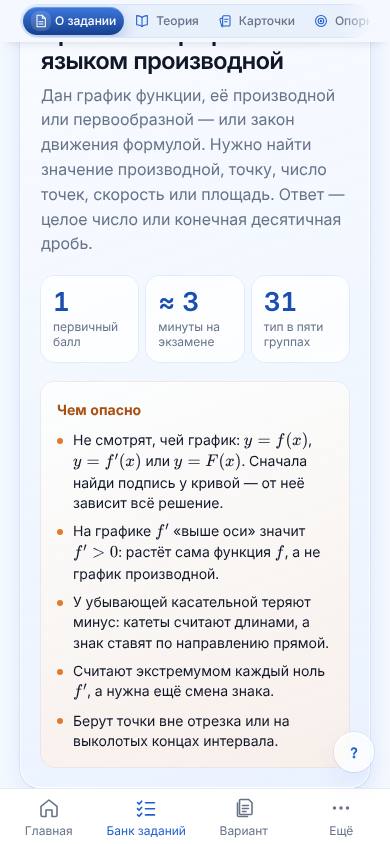 О задании
Теория
Карточки
языком производной
Дан график функции, её производной
или первообразной — или закон
движения формулой. Нужно найти
значение производной, точку, число
точек, скорость или площадь. Ответ —
целое число или конечная десятичная
дробь.
1
первичный
балл
≈ 3
минуты на
экзамене
31
тип в пяти
группах
Чем опасно
Не смотрят, чей график: y = f(x),
y = f′(x) или y = F(x). Сначала
найди подпись у кривой — от неё
зависит всё решение.
На графике f′ «выше оси» значит
f′ > 0: растёт сама функция f, а не
график производной.
У убывающей касательной теряют
минус: катеты считают длинами, а
знак ставят по направлению прямой.
Считают экстремумом каждый ноль
f′, а нужна ещё смена знака.
Берут точки вне отрезка или на
выколотых концах интервала.
?
Главная
Банк заданий
Вариант
Ещё